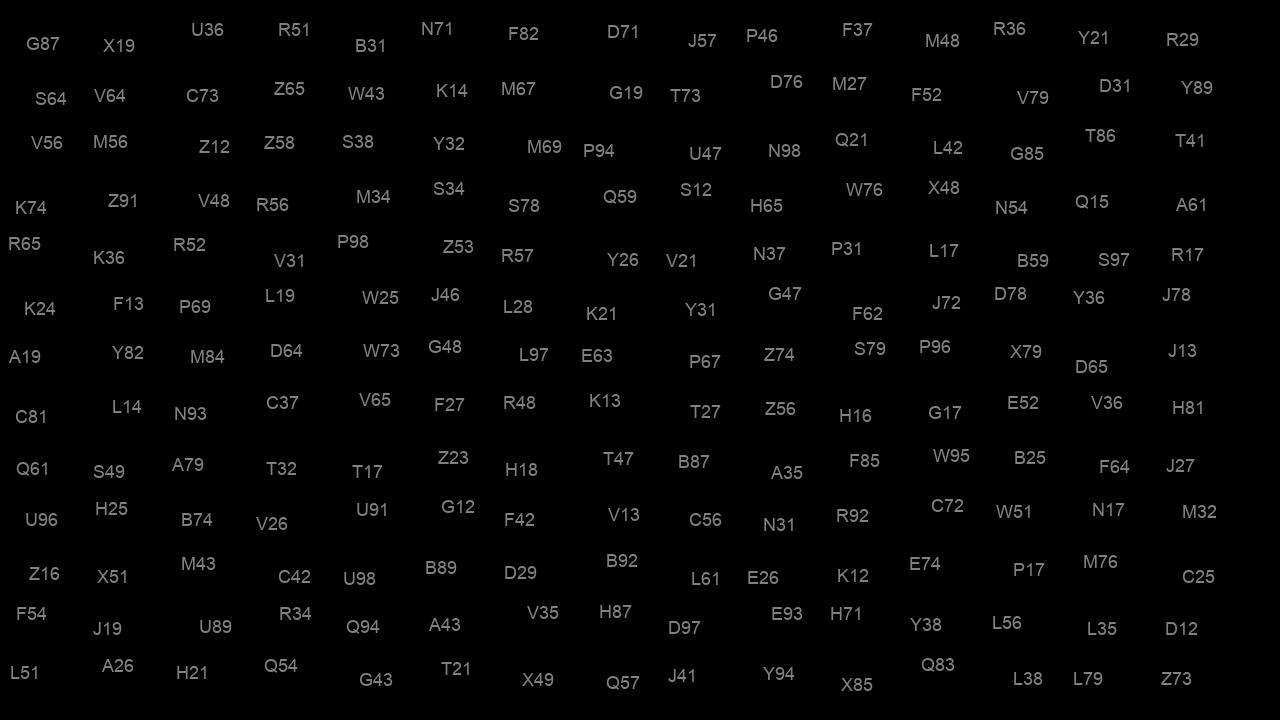 G87 X19 U36 R51 B31 N71 F82 D71 J57 P46 F37 M48 R36 Y21 R29
S64 V64 C73 Z65 W43 K14 M67 G19 T73 D76 M27 F52 V79 D31 Y89
V56 M56 Z12 Z58 S38 Y32 M69 P94 U47 N98 Q21 L42 G85 T86 T41
K74 Z91 V48 R56 M34 S34 S78 Q59 S12 H65 W76 X48 N54 Q15 A61
R65 K36 R52 V31 P98 Z53 R57 Y26 V21 N37 P31 L17 B59 S97 R17
K24 F13 P69 L19 W25 J46 L28 K21 Y31 G47 F62 J72 D78 Y36 J78
A19 Y82 M84 D64 W73 G48 L97 E63 P67 Z74 S79 P96 X79 D65 J13
C81 L14 N93 C37 V65 F27 R48 K13 T27 Z56 H16 G17 E52 V36 H81
Q61 S49 A79 T32 T17 Z23 H18 T47 B87 A35 F85 W95 B25 F64 J27
U96 H25 B74 V26 U91 G12 F42 V13 C56 N31 R92 C72 W51 N17 M32
Z16 X51 M43 C42 U98 B89 D29 B92 L61 E26 K12 E74 P17 M76 C25
F54 J19 U89 R34 Q94 A43 V35 H87 D97 E93 H71 Y38 L56 L35 D12
L51 A26 H21 Q54 G43 T21 X49 Q57 J41 Y94 X85 Q83 L38 L79 Z73